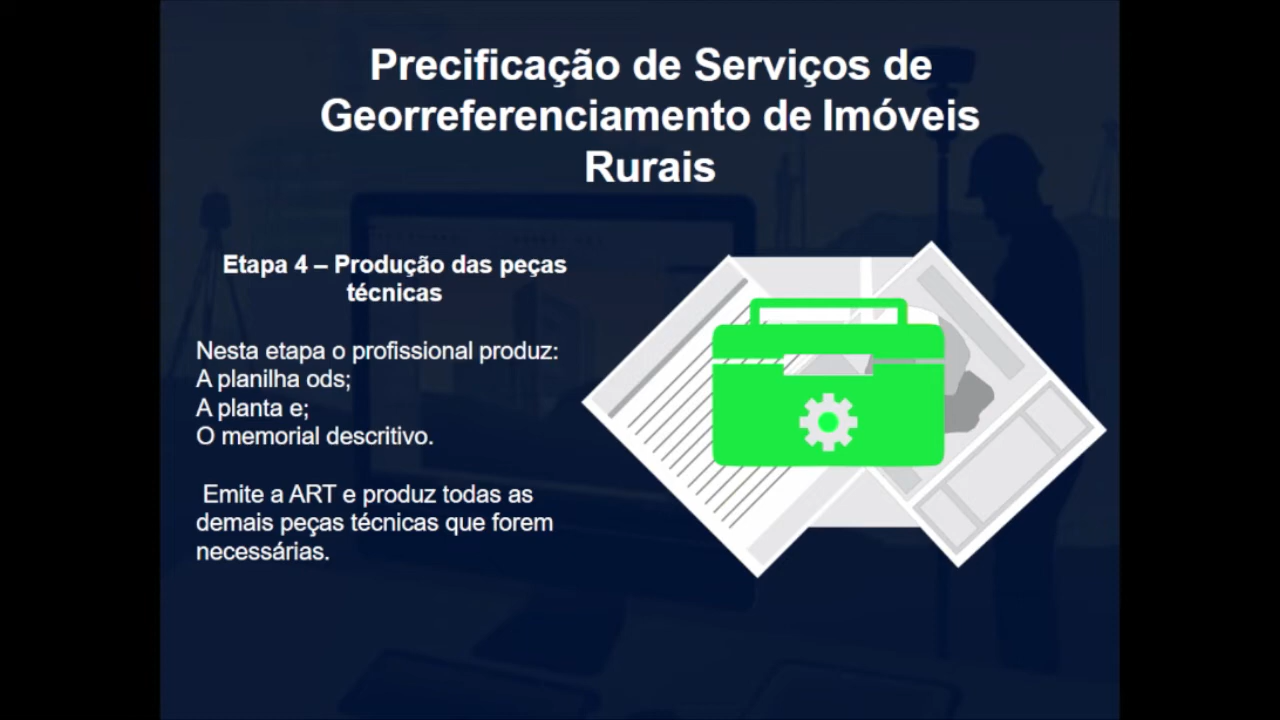 Precificação de Serviços de
Georreferenciamento de Imóveis
Rurais
Etapa 4 – Produção das peças
técnicas
Nesta etapa o profissional produz:
A planilha ods;
A planta e;
O memorial descritivo.
Emite a ART e produz todas as
demais peças técnicas que forem
necessárias.